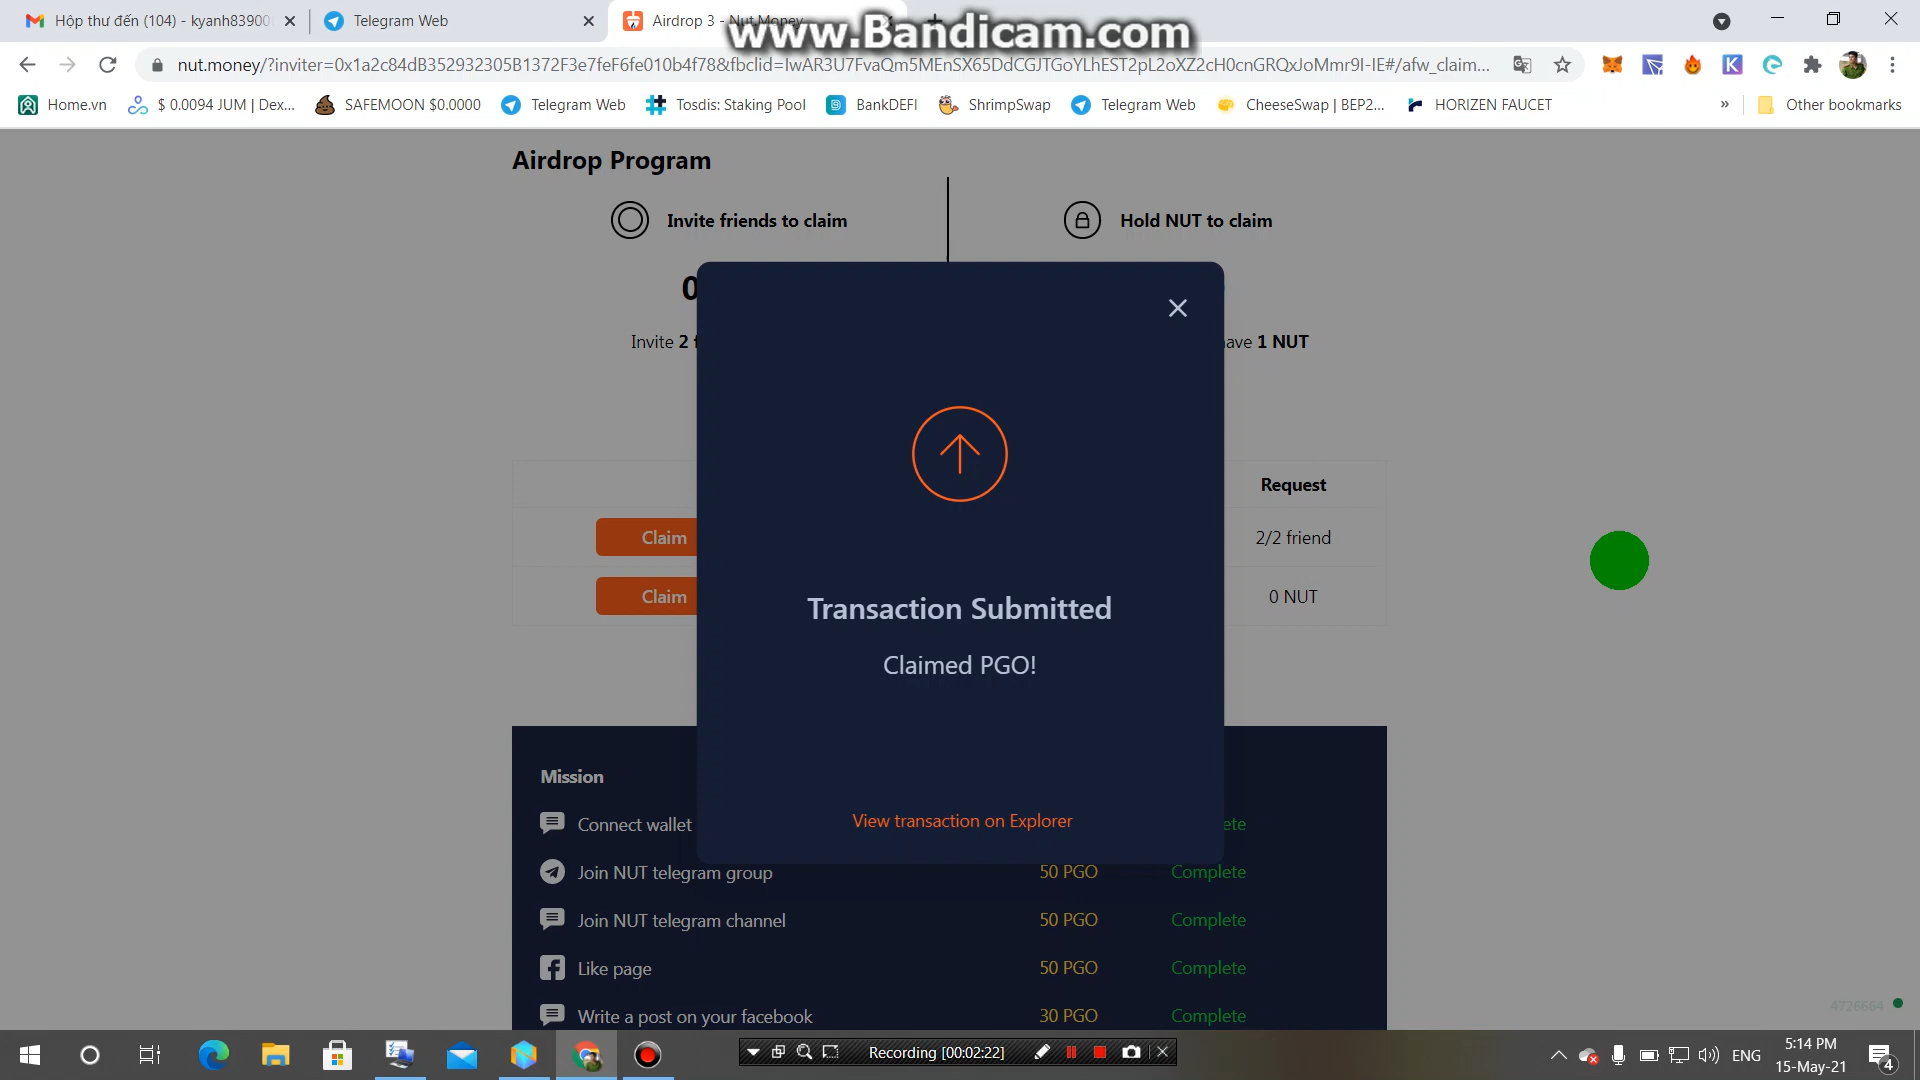 Hộp thư đến (104) - kyanh83900
Telegram Web
Airdrop 3 - Nut.Money
www.Bandicam.com
nut.money/?inviter=0x1a2c84dB352932305B1372F3e7feF6fe010b4f78&fbclid=IwAR3U7FvaQm5MEnSX65DdCGJTGoYLhEST2pL2oXZ2cH0cnGRQxJoMmr9I-IE#/afw_claim...
Home.vn
$ 0.0094 JUM | Dex...
SAFEMOON $0.0000
Telegram Web
Tosdis: Staking Pool
BankDEFI
ShrimpSwap
Telegram Web
CheeseSwap | BEP2...
HORIZEN FAUCET
»
Other bookmarks
Airdrop Program
Invite friends to claim
Hold NUT to claim
0
Invite 2 f
ave 1 NUT
Request
Claim
2/2 friend
Claim
0 NUT
Transaction Submitted
Claimed PGO!
View transaction on Explorer
Mission
Connect wallet
ete
Join NUT telegram group
50 PGO
Complete
Join NUT telegram channel
50 PGO
Complete
Like page
50 PGO
Complete
Write a post on your facebook
30 PGO
Complete
4726664
Recording [00:02:22]
ENG
5:14 PM
15-May-21
4